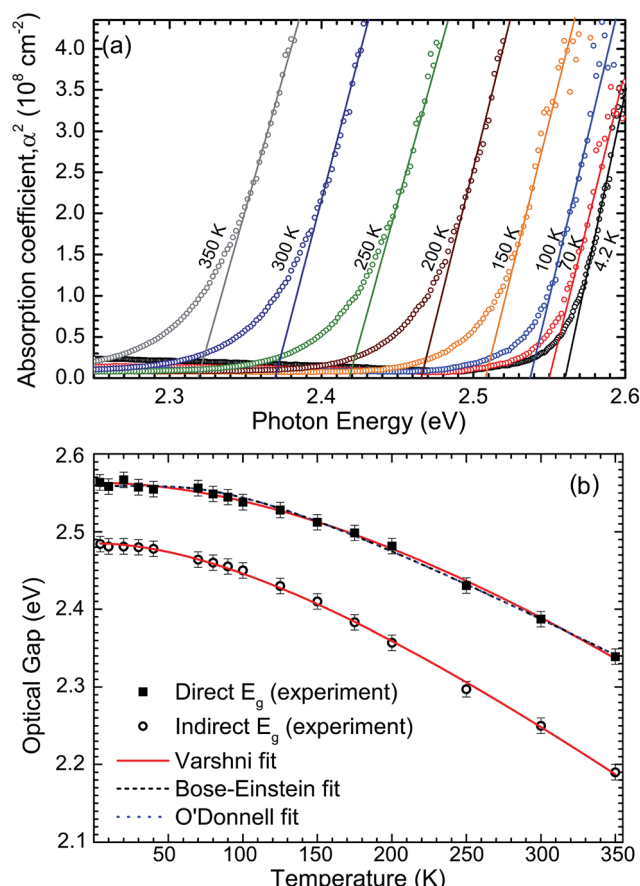 (a)
Absorption coefficient,α² (10⁸ cm⁻²)
4.0
3.5
3.0
2.5
2.0
1.5
1.0
0.5
0.0
350 K
300 K
250 K
200 K
150 K
100 K
70 K
4.2 K
2.3 2.4 2.5 2.6
Photon Energy (eV)
(b)
Optical Gap (eV)
2.6
2.5
2.4
2.3
2.2
2.1
Direct E_g (experiment)
Indirect E_g (experiment)
Varshni fit
Bose-Einstein fit
O'Donnell fit
50 100 150 200 250 300 350
Temperature (K)